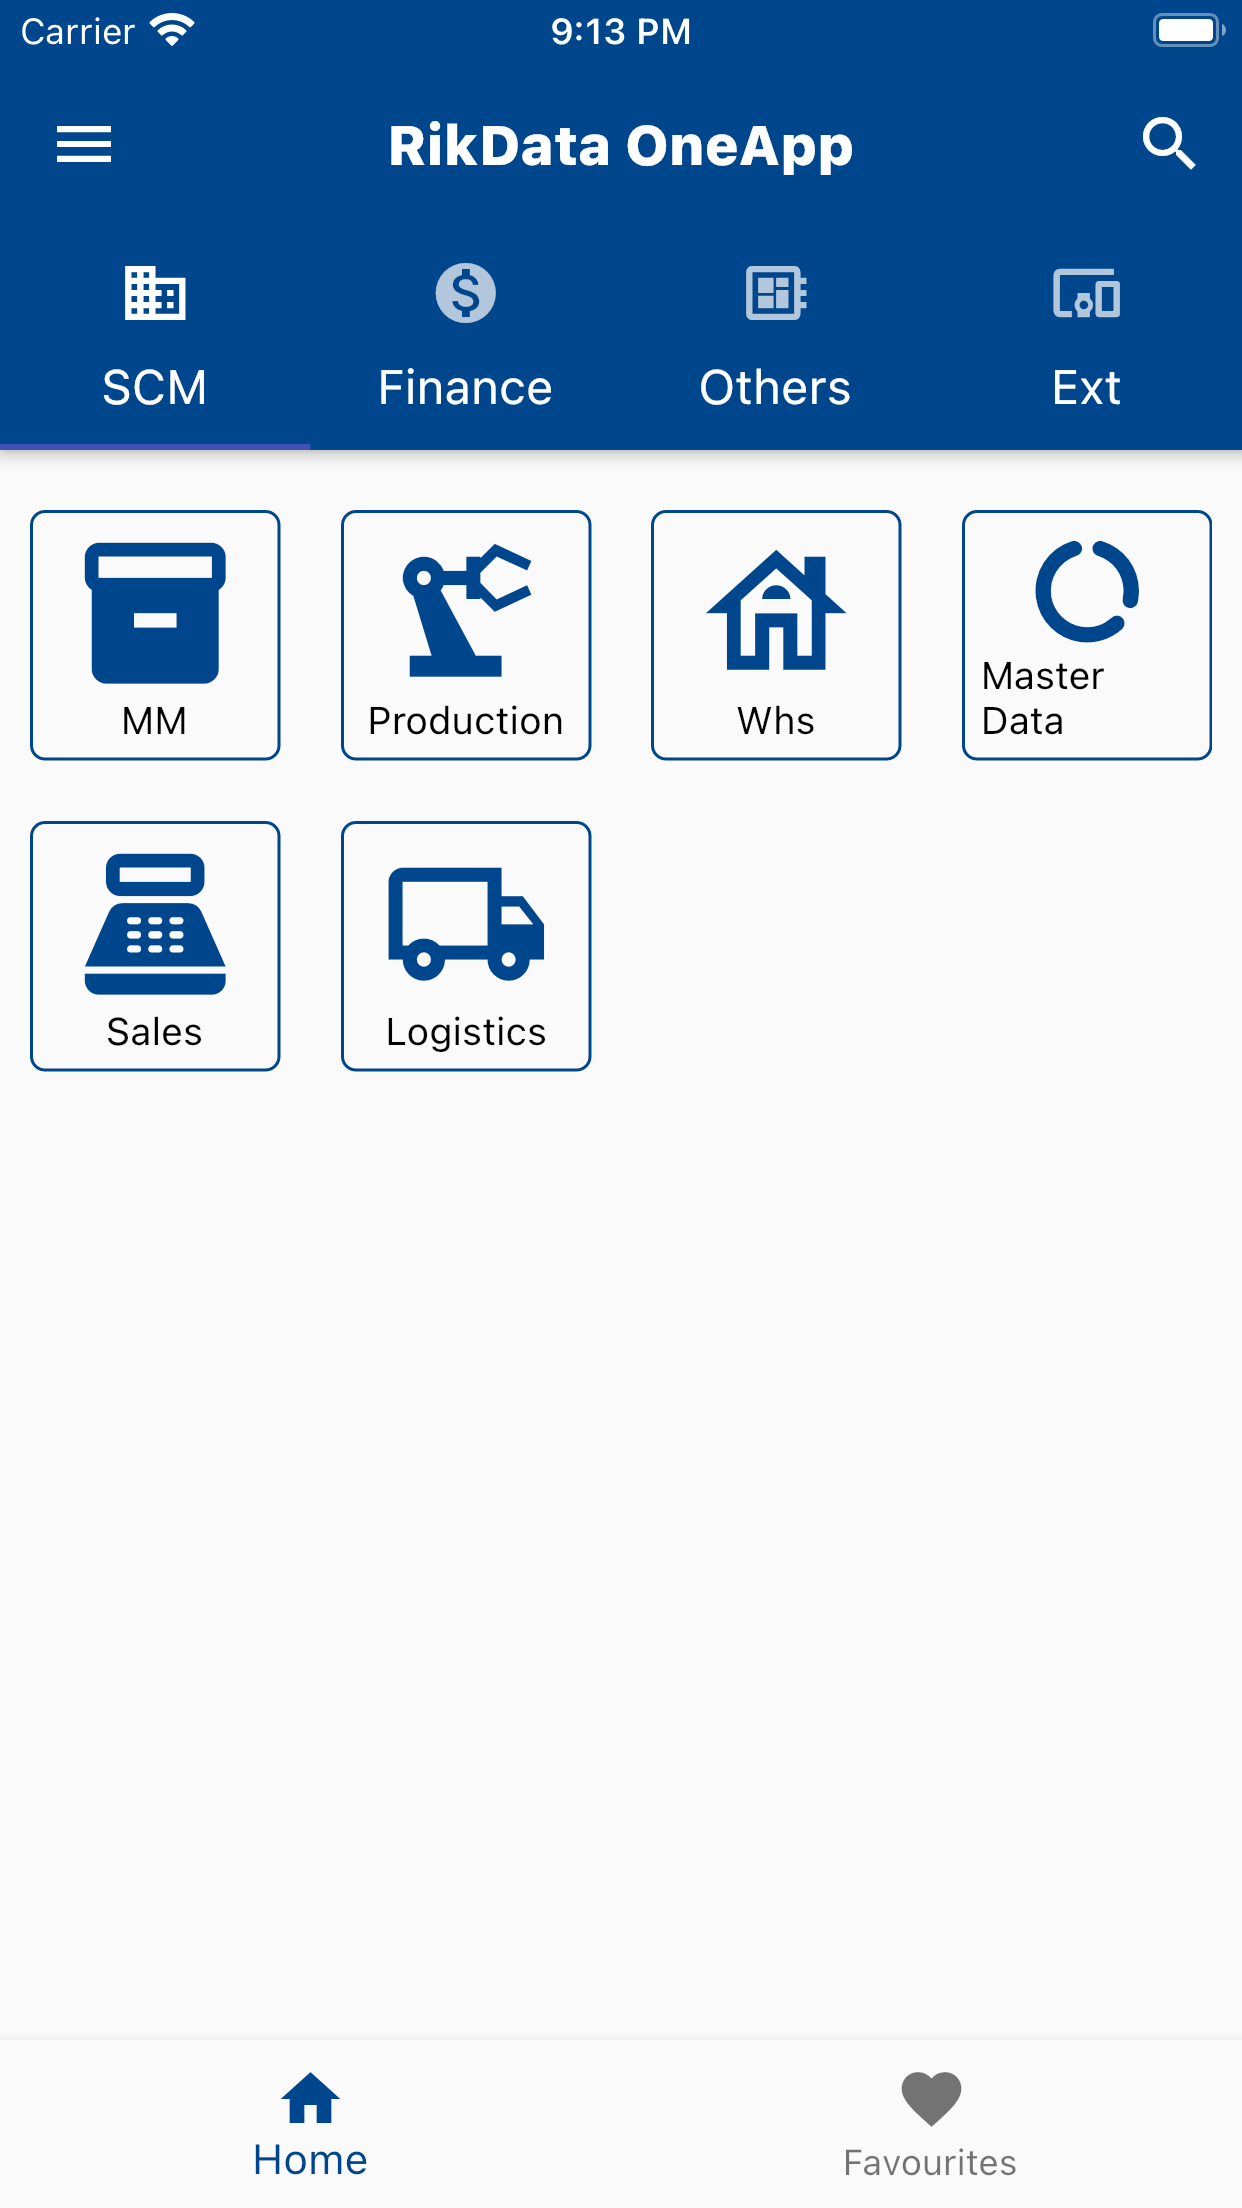 Carrier 9:13 PM
RikData OneApp
SCM Finance Others Ext
MM Production Whs Master
Data
Sales Logistics
Home Favourites